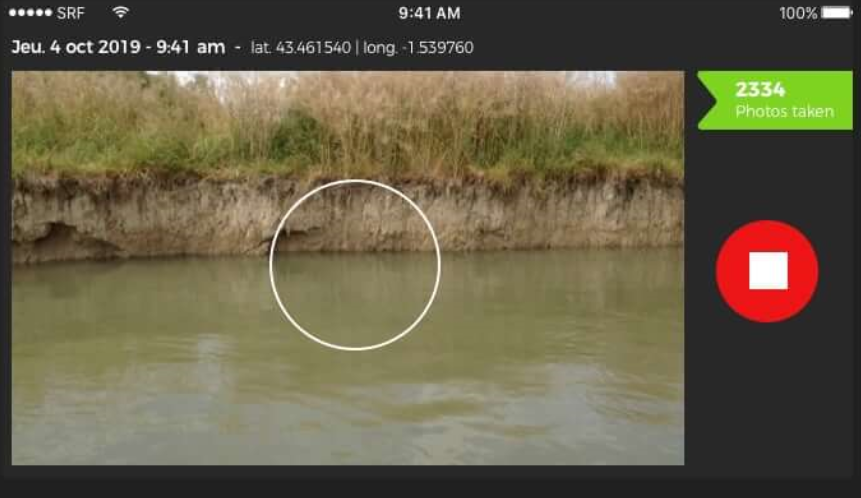 SRF 9:41 AM 100%
Jeu. 4 oct 2019 - 9:41 am - lat. 43.461540 | long. -1.539760
2334
Photos taken